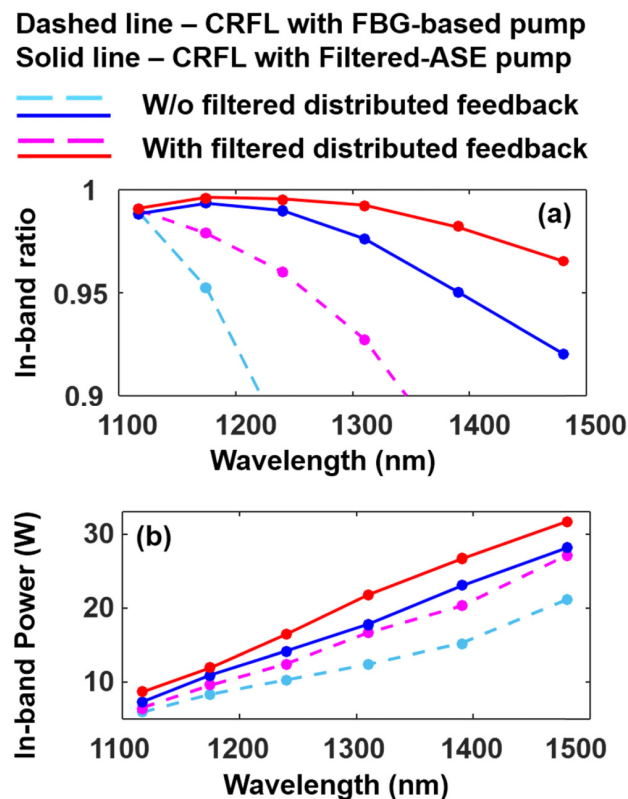 Dashed line – CRFL with FBG-based pump
Solid line – CRFL with Filtered-ASE pump
W/o filtered distributed feedback
With filtered distributed feedback
(a)
In-band ratio
1
0.95
0.9
1100 1200 1300 1400 1500
Wavelength (nm)
(b)
In-band Power (W)
30
20
10
1100 1200 1300 1400 1500
Wavelength (nm)